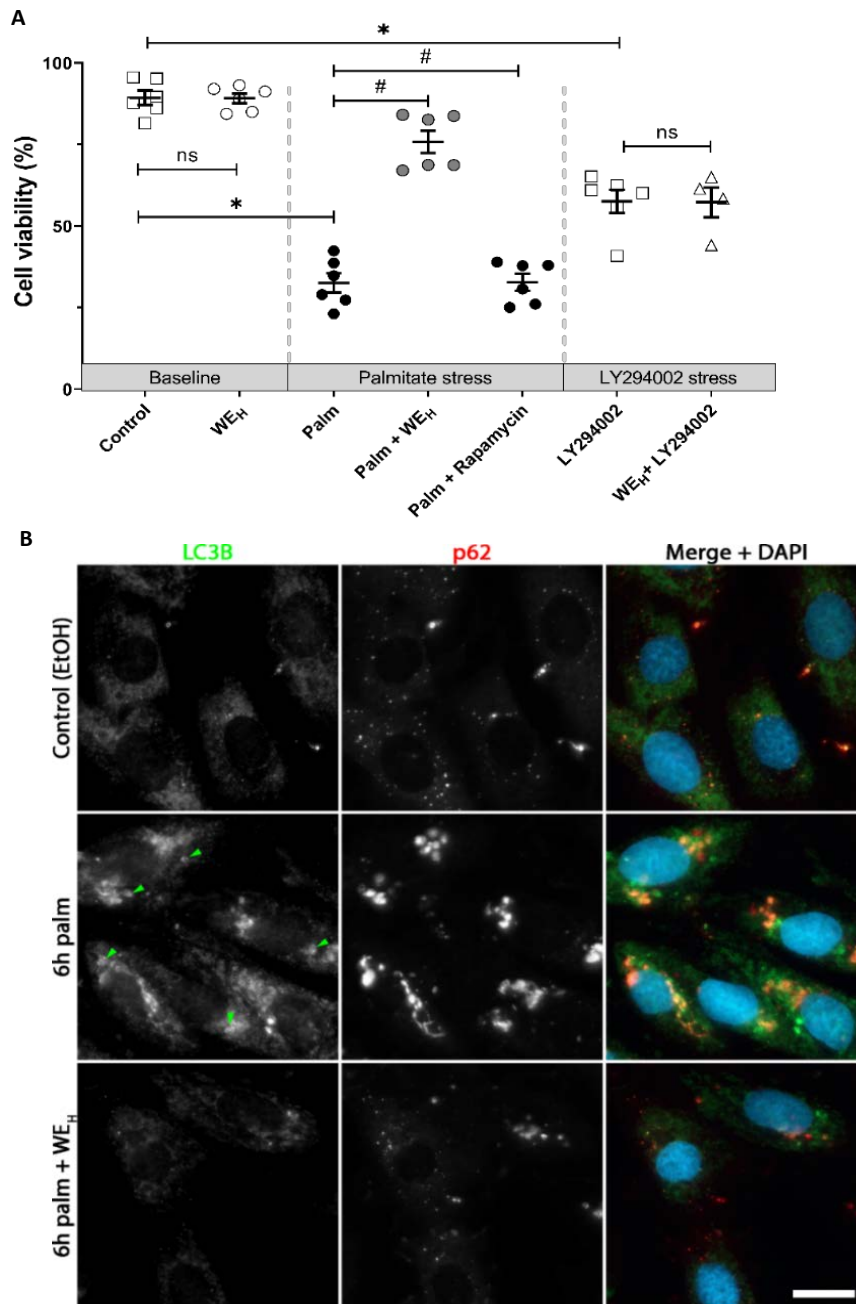 A
*
#
#
ns
ns
*
100
50
0
Cell viability (%)
Baseline
Palmitate stress
LY294002 stress
Control
WEH
Palm
Palm + WEH
Palm + Rapamycin
LY294002
WEH+ LY294002
B
LC3B
p62
Merge + DAPI
Control (EtOH)
6h palm
6h palm + WEH